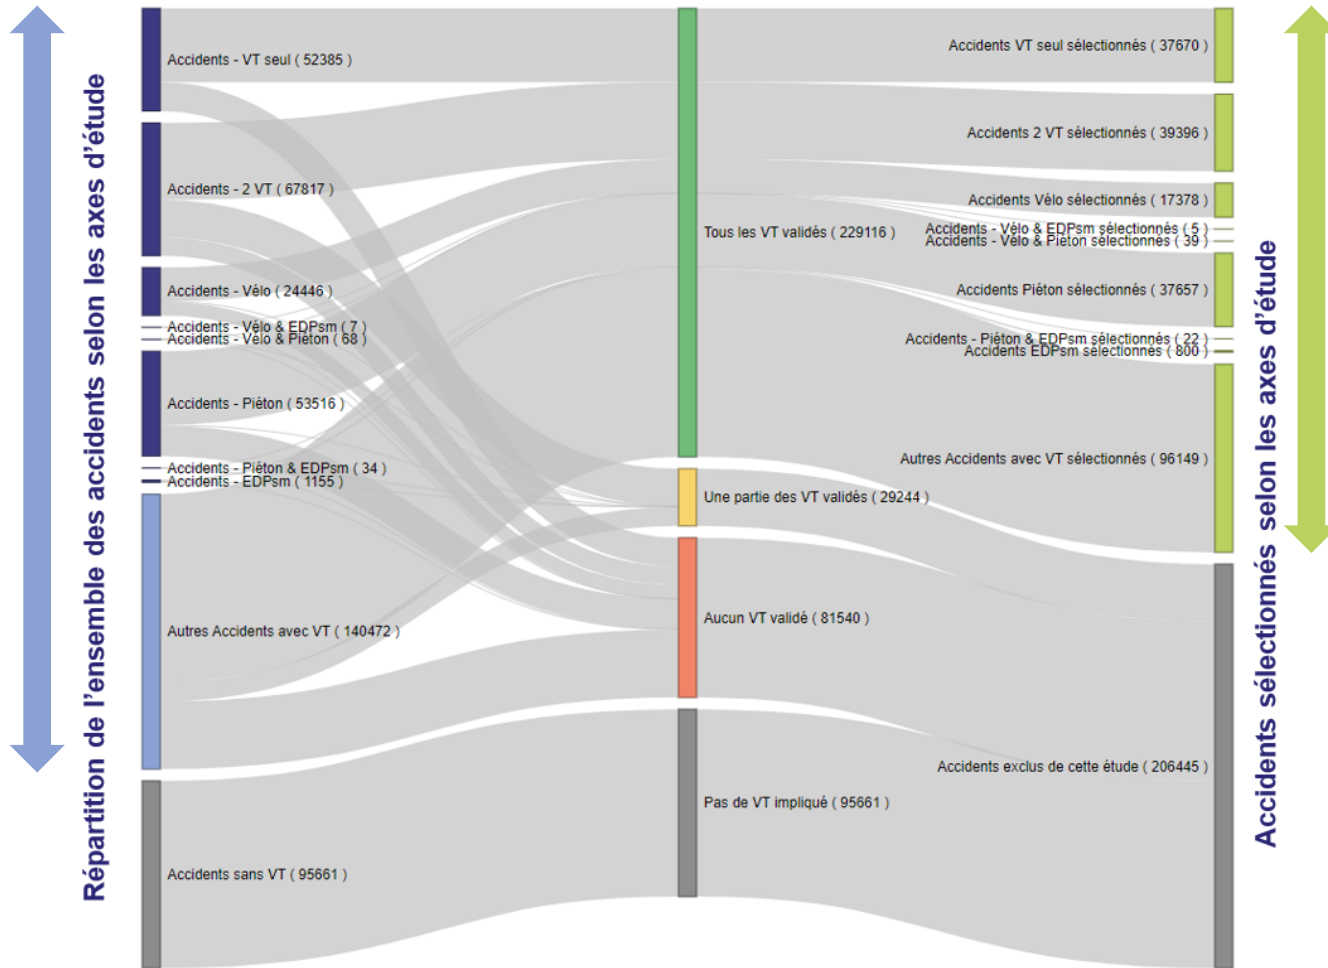 Répartition de l'ensemble des accidents selon les axes d'étude
Accidents - VT seul ( 52385 )
Accidents - 2 VT ( 67817 )
Accidents - Vélo ( 24446 )
Accidents - Vélo & EDPsm ( 7 )
Accidents - Vélo & Piéton ( 68 )
Accidents - Piéton ( 53516 )
Accidents - Piéton & EDPsm ( 34 )
Accidents - EDPsm ( 1155 )
Autres Accidents avec VT ( 140472 )
Accidents sans VT ( 95661 )
Tous les VT validés ( 229116 )
Une partie des VT validés ( 29244 )
Aucun VT validé ( 81540 )
Pas de VT impliqué ( 95661 )
Accidents VT seul sélectionnés ( 37670 )
Accidents 2 VT sélectionnés ( 39396 )
Accidents Vélo sélectionnés ( 17378 )
Accidents - Vélo & EDPsm sélectionnés ( 5 )
Accidents - Vélo & Piéton sélectionnés ( 39 )
Accidents Piéton sélectionnés ( 37657 )
Accidents - Piéton & EDPsm sélectionnés ( 22 )
Accidents EDPsm sélectionnés ( 800 )
Autres Accidents avec VT sélectionnés ( 96149 )
Accidents exclus de cette étude ( 206445 )
Accidents sélectionnés selon les axes d'étude